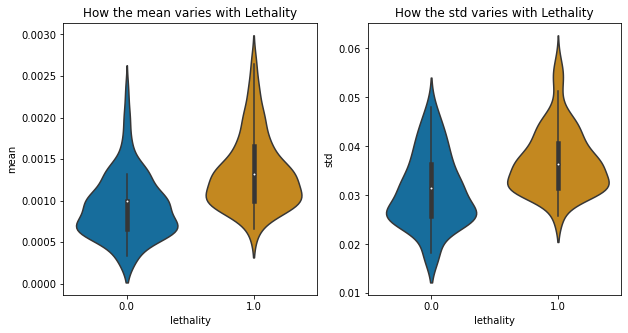 How the mean varies with Lethality
0.0030
0.0025
0.0020
0.0015
0.0010
0.0005
0.0000
mean
0.0
1.0
lethality
How the std varies with Lethality
0.06
0.05
0.04
0.03
0.02
0.01
std
0.0
1.0
lethality